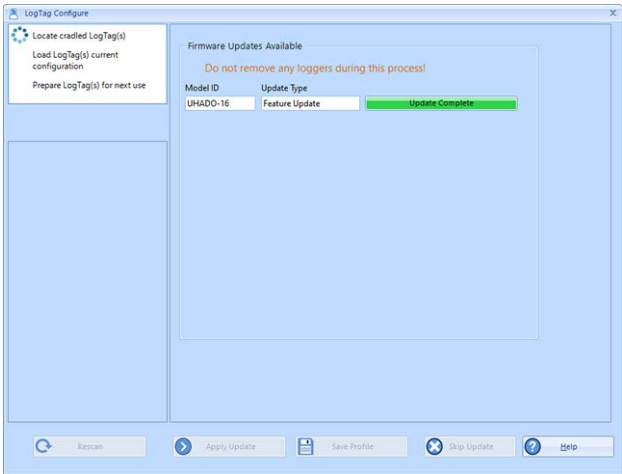 LogTag Configure
Locate cradled LogTag(s)
Load LogTag(s) current
configuration
Prepare LogTag(s) for next use
Firmware Updates Available
Do not remove any loggers during this process!
Model ID Update Type
UHADO-16 Feature Update Update Complete
Rescan Apply Update Save Profile Skip Update Help